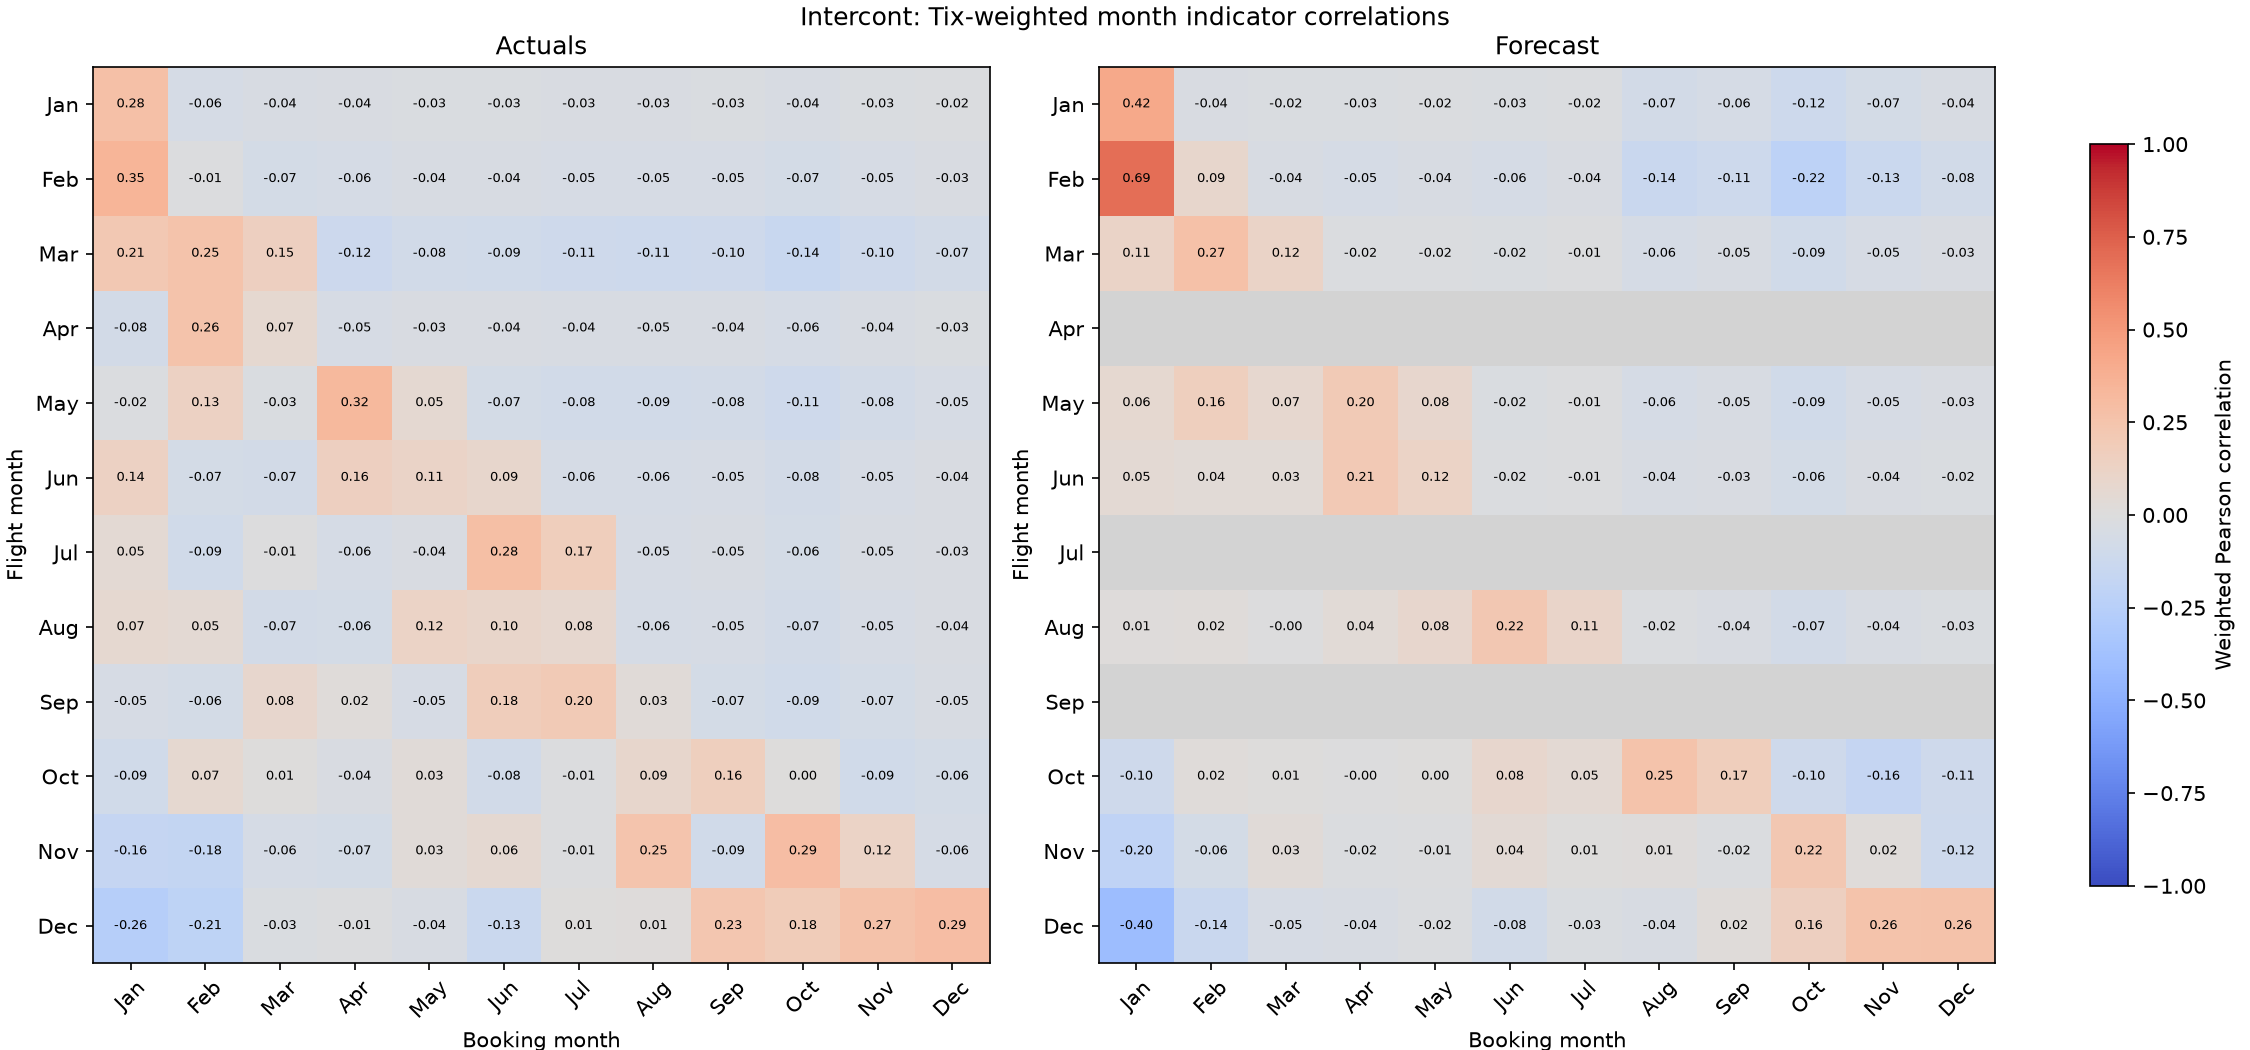 Intercont: Tix-weighted month indicator correlations
Actuals
Flight month
Jan 0.28 -0.06 -0.04 -0.04 -0.03 -0.03 -0.03 -0.03 -0.03 -0.04 -0.03 -0.02
Feb 0.35 -0.01 -0.07 -0.06 -0.04 -0.04 -0.05 -0.05 -0.05 -0.07 -0.05 -0.03
Mar 0.21 0.25 0.15 -0.12 -0.08 -0.09 -0.11 -0.11 -0.10 -0.14 -0.10 -0.07
Apr -0.08 0.26 0.07 -0.05 -0.03 -0.04 -0.04 -0.05 -0.04 -0.06 -0.04 -0.03
May -0.02 0.13 -0.03 0.32 0.05 -0.07 -0.08 -0.09 -0.08 -0.11 -0.08 -0.05
Jun 0.14 -0.07 -0.07 0.16 0.11 0.09 -0.06 -0.06 -0.05 -0.08 -0.05 -0.04
Jul 0.05 -0.09 -0.01 -0.06 -0.04 0.28 0.17 -0.05 -0.05 -0.06 -0.05 -0.03
Aug 0.07 0.05 -0.07 -0.06 0.12 0.10 0.08 -0.06 -0.05 -0.07 -0.05 -0.04
Sep -0.05 -0.06 0.08 0.02 -0.05 0.18 0.20 0.03 -0.07 -0.09 -0.07 -0.05
Oct -0.09 0.07 0.01 -0.04 0.03 -0.08 -0.01 0.09 0.16 0.00 -0.09 -0.06
Nov -0.16 -0.18 -0.06 -0.07 0.03 0.06 -0.01 0.25 -0.09 0.29 0.12 -0.06
Dec -0.26 -0.21 -0.03 -0.01 -0.04 -0.13 0.01 0.01 0.23 0.18 0.27 0.29
Jan Feb Mar Apr May Jun Jul Aug Sep Oct Nov Dec
Booking month
Forecast
Flight month
Jan 0.42 -0.04 -0.02 -0.03 -0.02 -0.03 -0.02 -0.07 -0.06 -0.12 -0.07 -0.04
Feb 0.69 0.09 -0.04 -0.05 -0.04 -0.06 -0.04 -0.14 -0.11 -0.22 -0.13 -0.08
Mar 0.11 0.27 0.12 -0.02 -0.02 -0.02 -0.01 -0.06 -0.05 -0.09 -0.05 -0.03
Apr
May 0.06 0.16 0.07 0.20 0.08 -0.02 -0.01 -0.06 -0.05 -0.09 -0.05 -0.03
Jun 0.05 0.04 0.03 0.21 0.12 -0.02 -0.01 -0.04 -0.03 -0.06 -0.04 -0.02
Jul
Aug 0.01 0.02 -0.00 0.04 0.08 0.22 0.11 -0.02 -0.04 -0.07 -0.04 -0.03
Sep
Oct -0.10 0.02 0.01 -0.00 0.00 0.08 0.05 0.25 0.17 -0.10 -0.16 -0.11
Nov -0.20 -0.06 0.03 -0.02 -0.01 0.04 0.01 0.01 -0.02 0.22 0.02 -0.12
Dec -0.40 -0.14 -0.05 -0.04 -0.02 -0.08 -0.03 -0.04 0.02 0.16 0.26 0.26
Jan Feb Mar Apr May Jun Jul Aug Sep Oct Nov Dec
Booking month
1.00
0.75
0.50
0.25
0.00
−0.25
−0.50
−0.75
−1.00
Weighted Pearson correlation